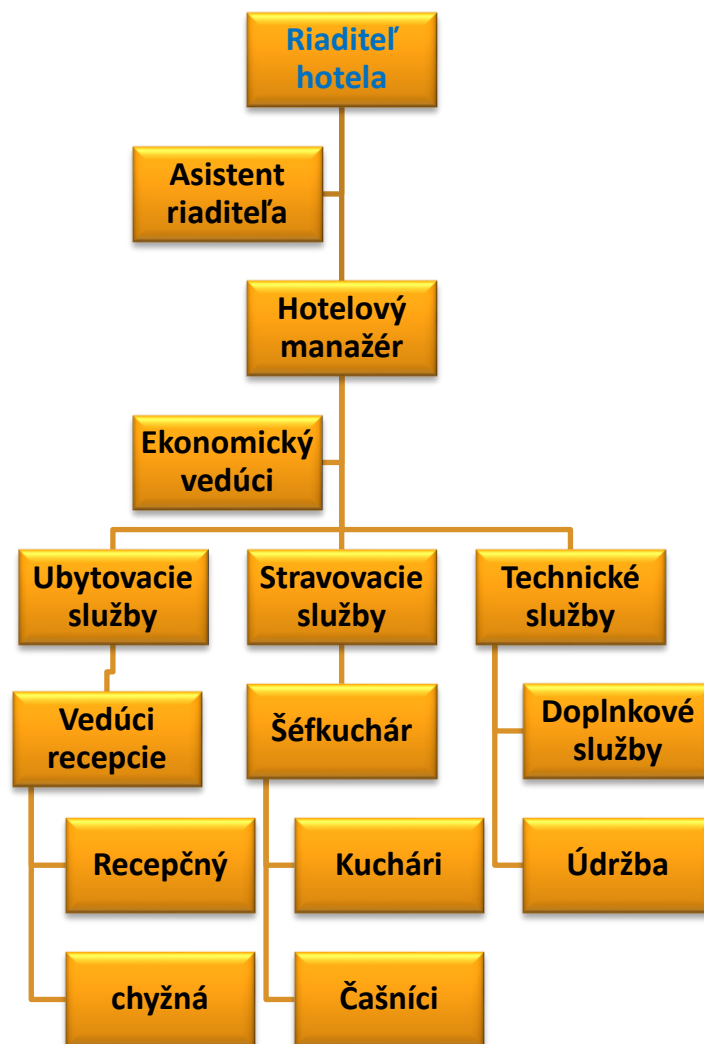 Riaditeľ
hotela
Asistent
riaditeľa
Hotelový
manažér
Ekonomický
vedúci
Ubytovacie
služby
Stravovacie
služby
Technické
služby
Vedúci
recepcie
Šéfkuchár
Doplnkové
služby
Recepčný
Kuchári
Údržba
chyžná
Čašníci